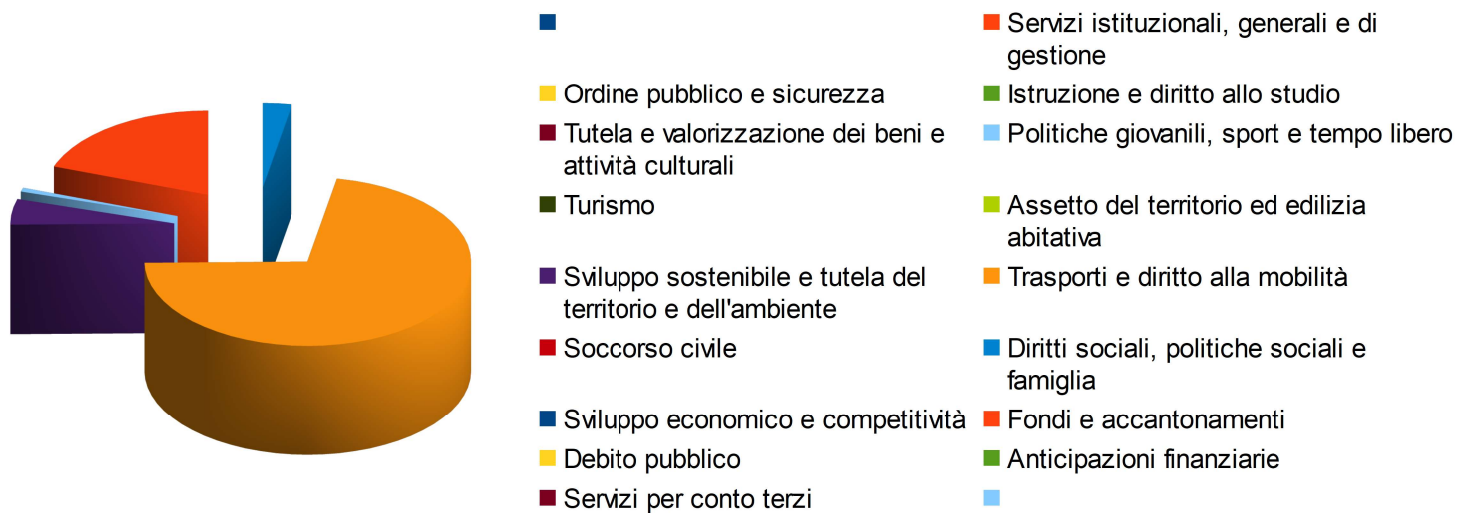 Servizi istituzionali, generali e di
gestione
Ordine pubblico e sicurezza
Istruzione e diritto allo studio
Tutela e valorizzazione dei beni e
attività culturali
Politiche giovanili, sport e tempo libero
Turismo
Assetto del territorio ed edilizia
abitativa
Sviluppo sostenibile e tutela del
territorio e dell'ambiente
Trasporti e diritto alla mobilità
Soccorso civile
Diritti sociali, politiche sociali e
famiglia
Sviluppo economico e competitività
Fondi e accantonamenti
Debito pubblico
Anticipazioni finanziarie
Servizi per conto terzi